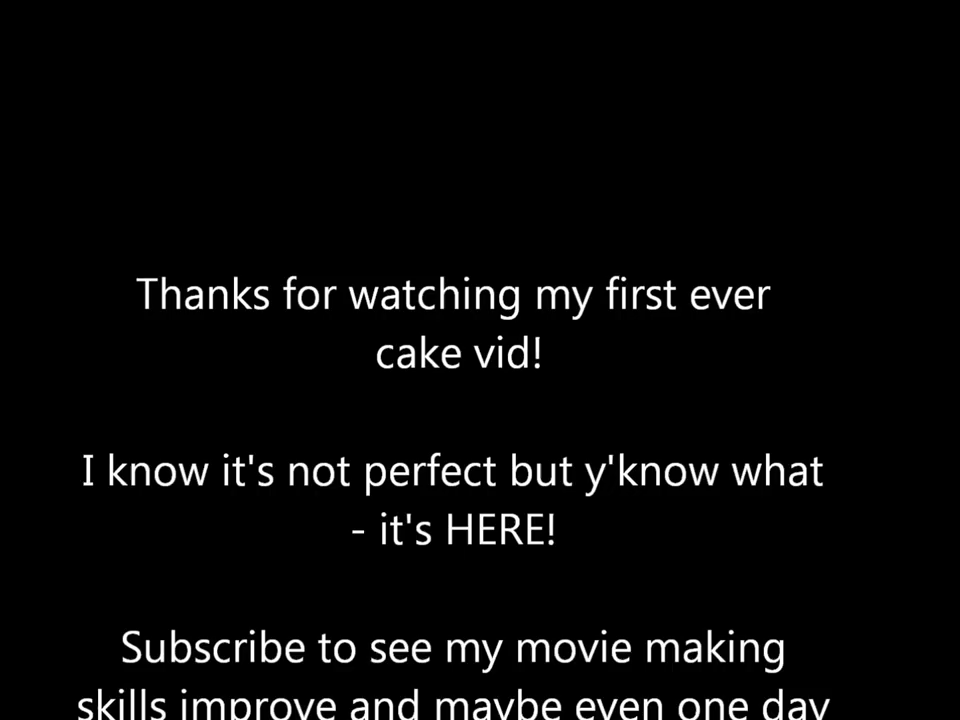 Thanks for watching my first ever
cake vid!
I know it's not perfect but y'know what
- it's HERE!
Subscribe to see my movie making
skills improve and maybe even one day